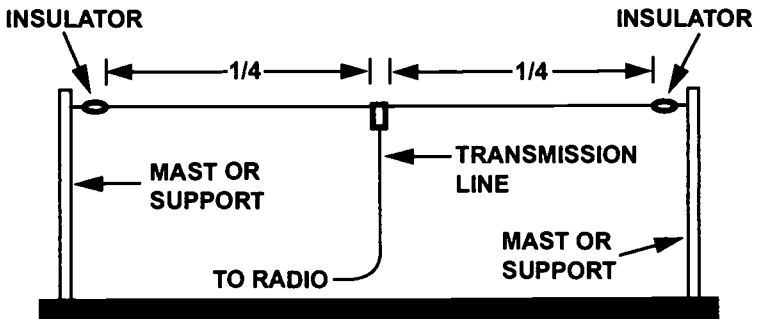 INSULATOR
INSULATOR
1/4
1/4
TRANSMISSION
LINE
MAST OR
SUPPORT
MAST OR
SUPPORT
TO RADIO